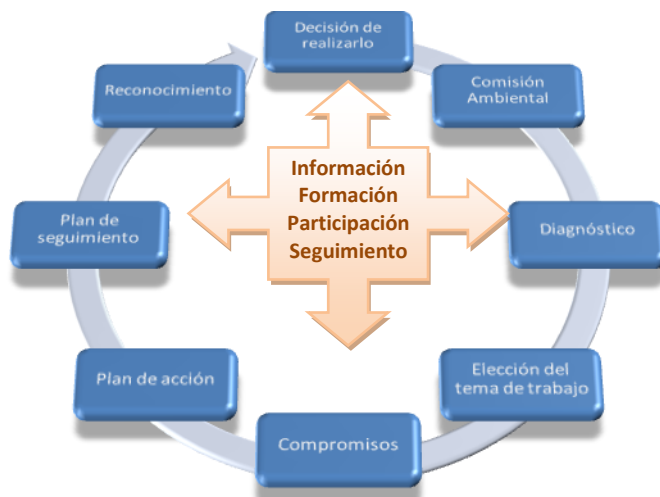 Decisión de
realizarlo
Comisión
Ambiental
Diagnóstico
Elección del
tema de trabajo
Compromisos
Plan de acción
Plan de
seguimiento
Reconocimiento
Información
Formación
Participación
Seguimiento